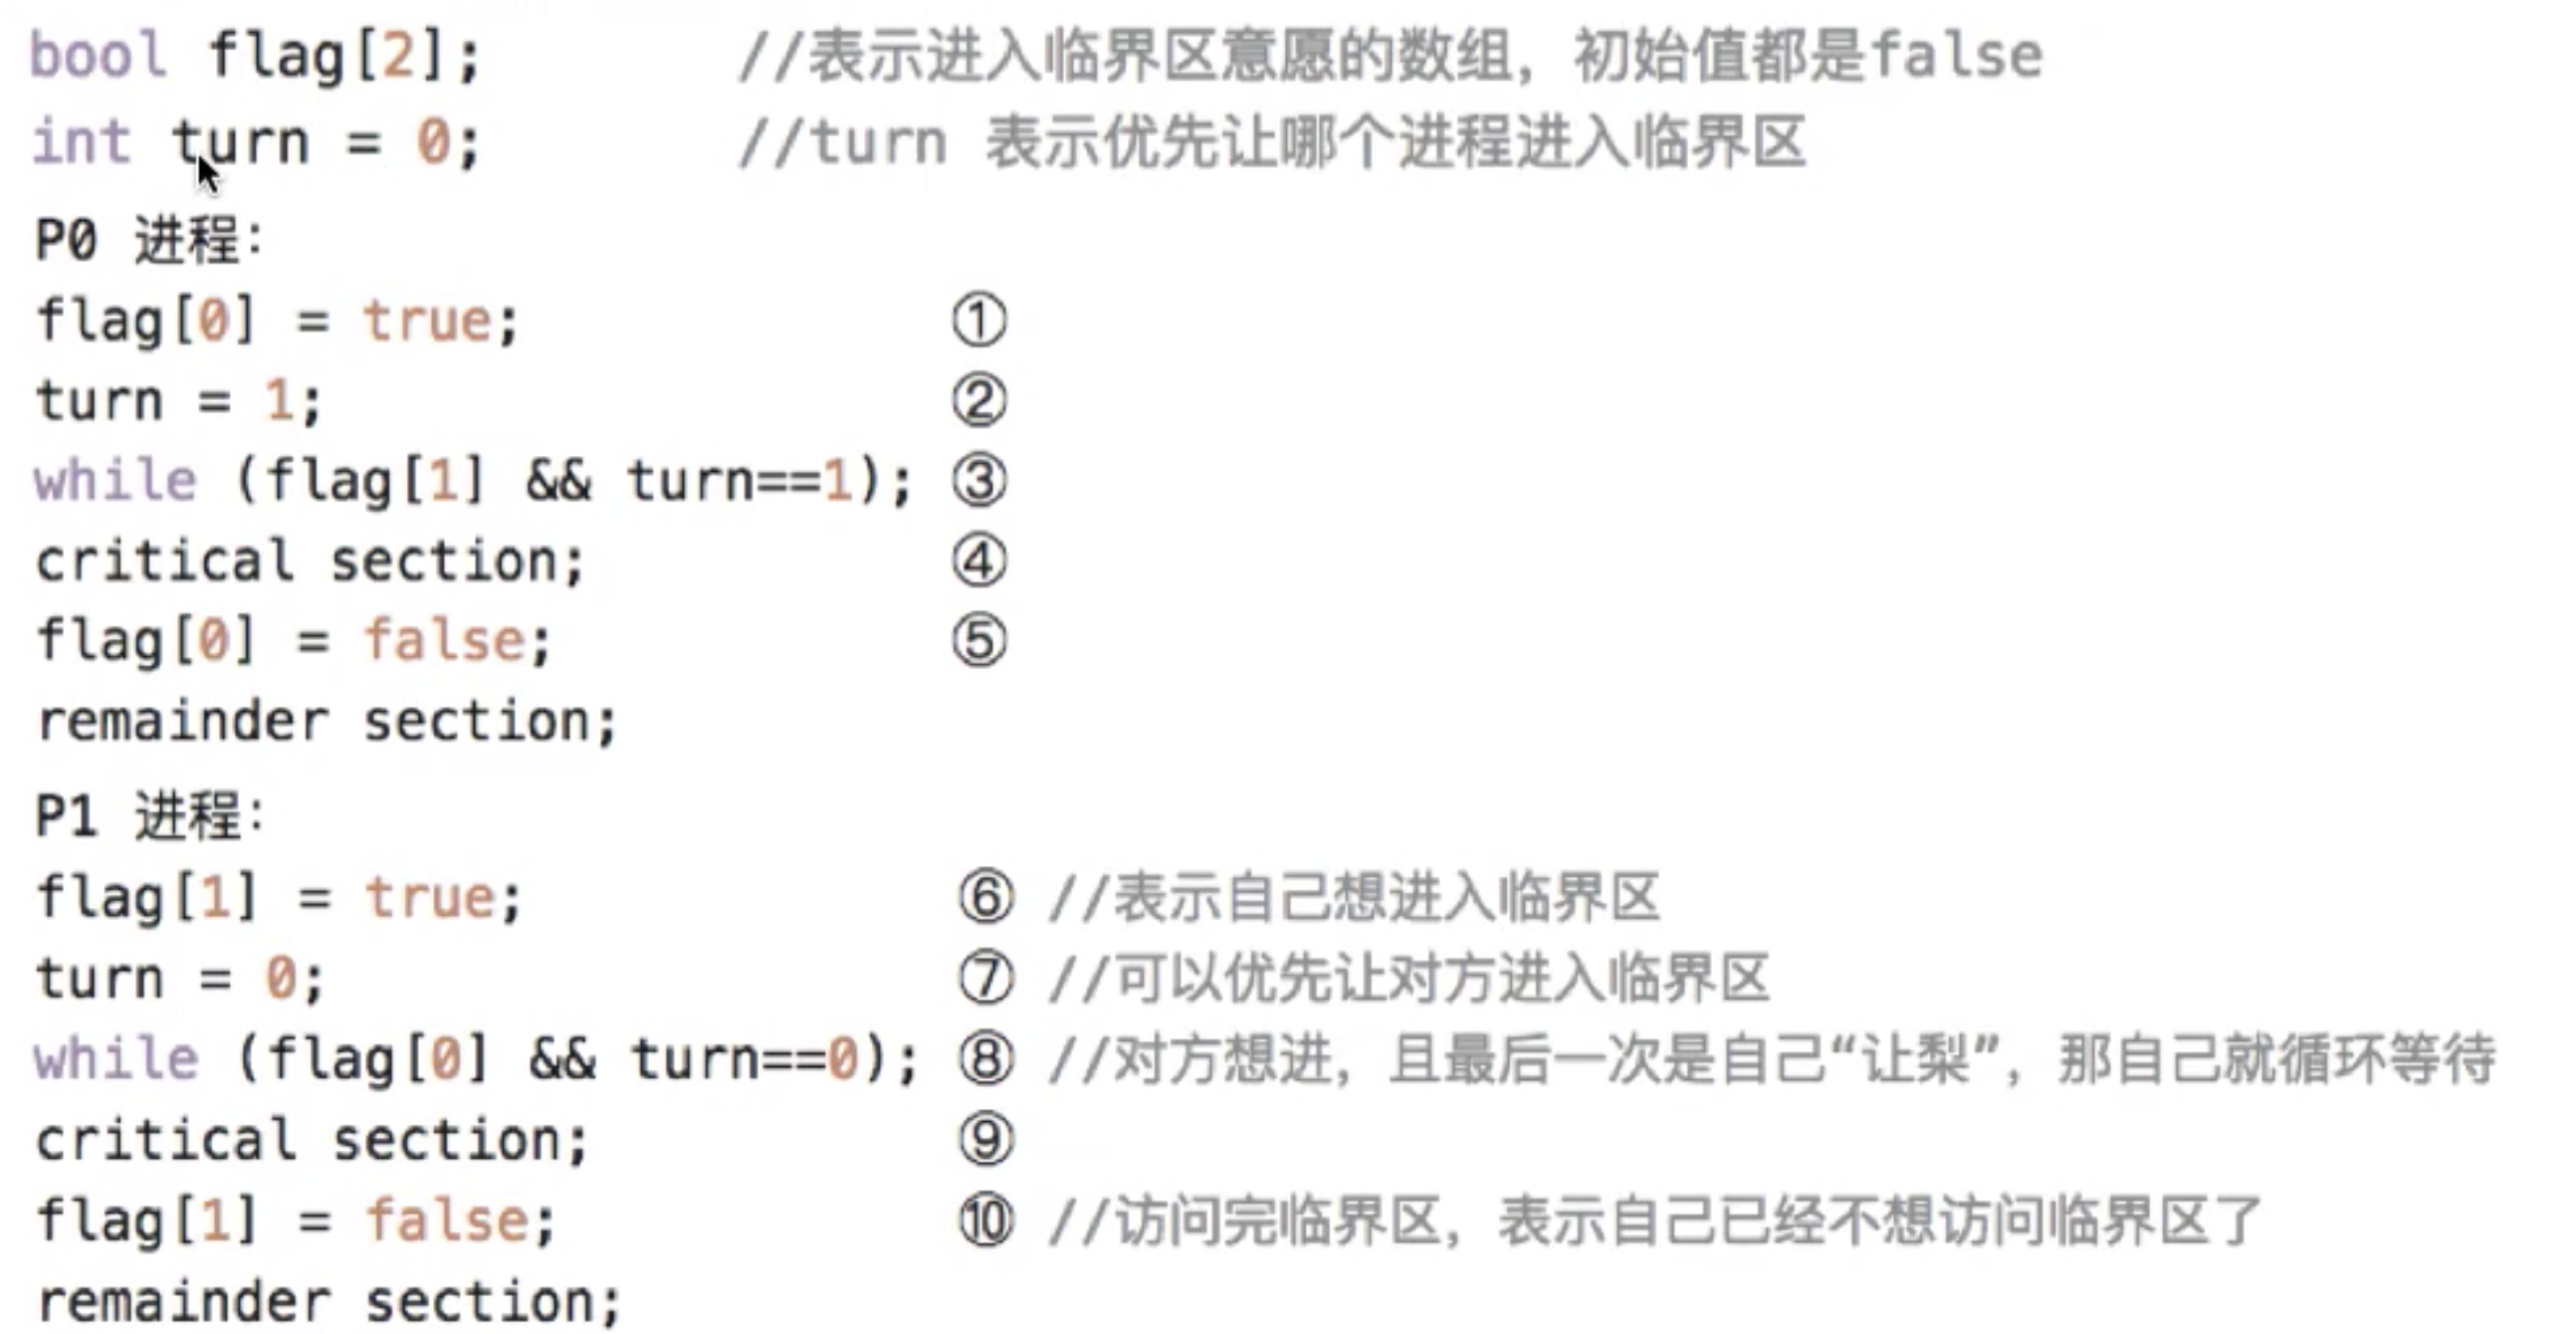 bool flag[2]; //表示进入临界区意愿的数组，初始值都是false
int turn = 0; //turn 表示优先让哪个进程进入临界区
P0 进程：
flag[0] = true; ①
turn = 1; ②
while (flag[1] && turn==1); ③
critical section; ④
flag[0] = false; ⑤
remainder section;
P1 进程：
flag[1] = true; ⑥ //表示自己想进入临界区
turn = 0; ⑦ //可以优先让对方进入临界区
while (flag[0] && turn==0); ⑧ //对方想进，且最后一次是自己“让梨”，那自己就循环等待
critical section; ⑨
flag[1] = false; ⑩ //访问完临界区，表示自己已经不想访问临界区了
remainder section;